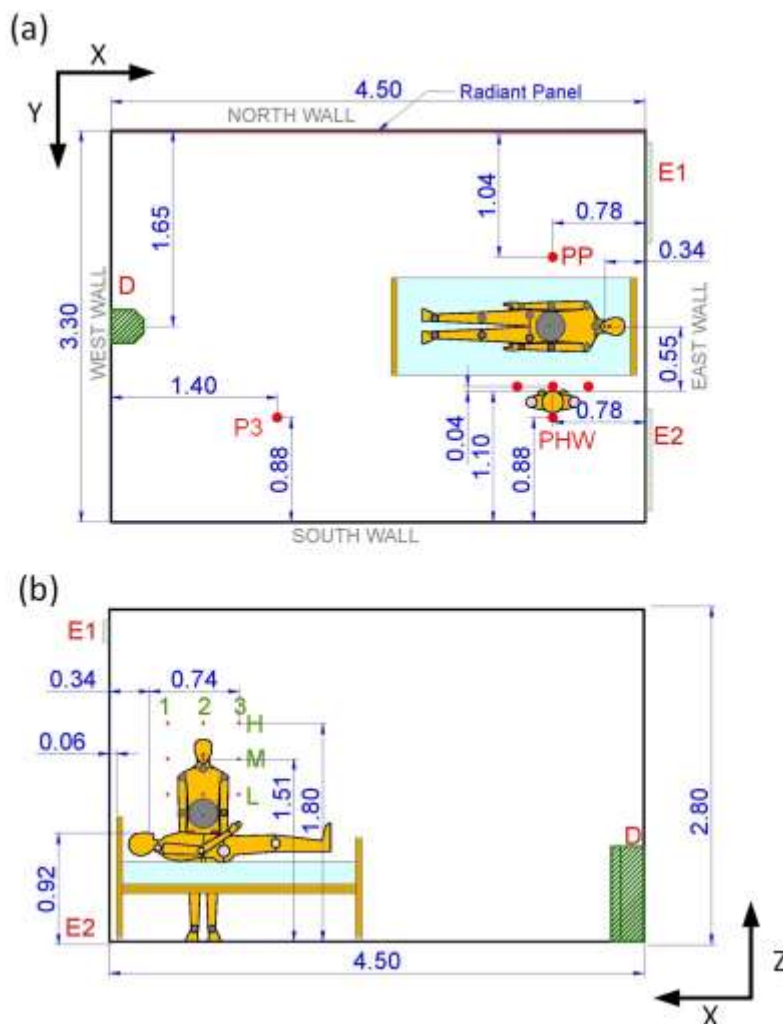 (a)
X
Y
4.50
Radiant Panel
NORTH WALL
E1
1.04
0.78
1.65
PP
0.34
D
3.30
WEST WALL
EAST WALL
0.55
1.40
0.78
P3
PHW
E2
0.88
0.04
1.10
0.88
SOUTH WALL
(b)
E1
0.34
0.74
1 2 3
H
0.06
M
1.51
1.80
2.80
L
D
0.92
E2
4.50
Z
X